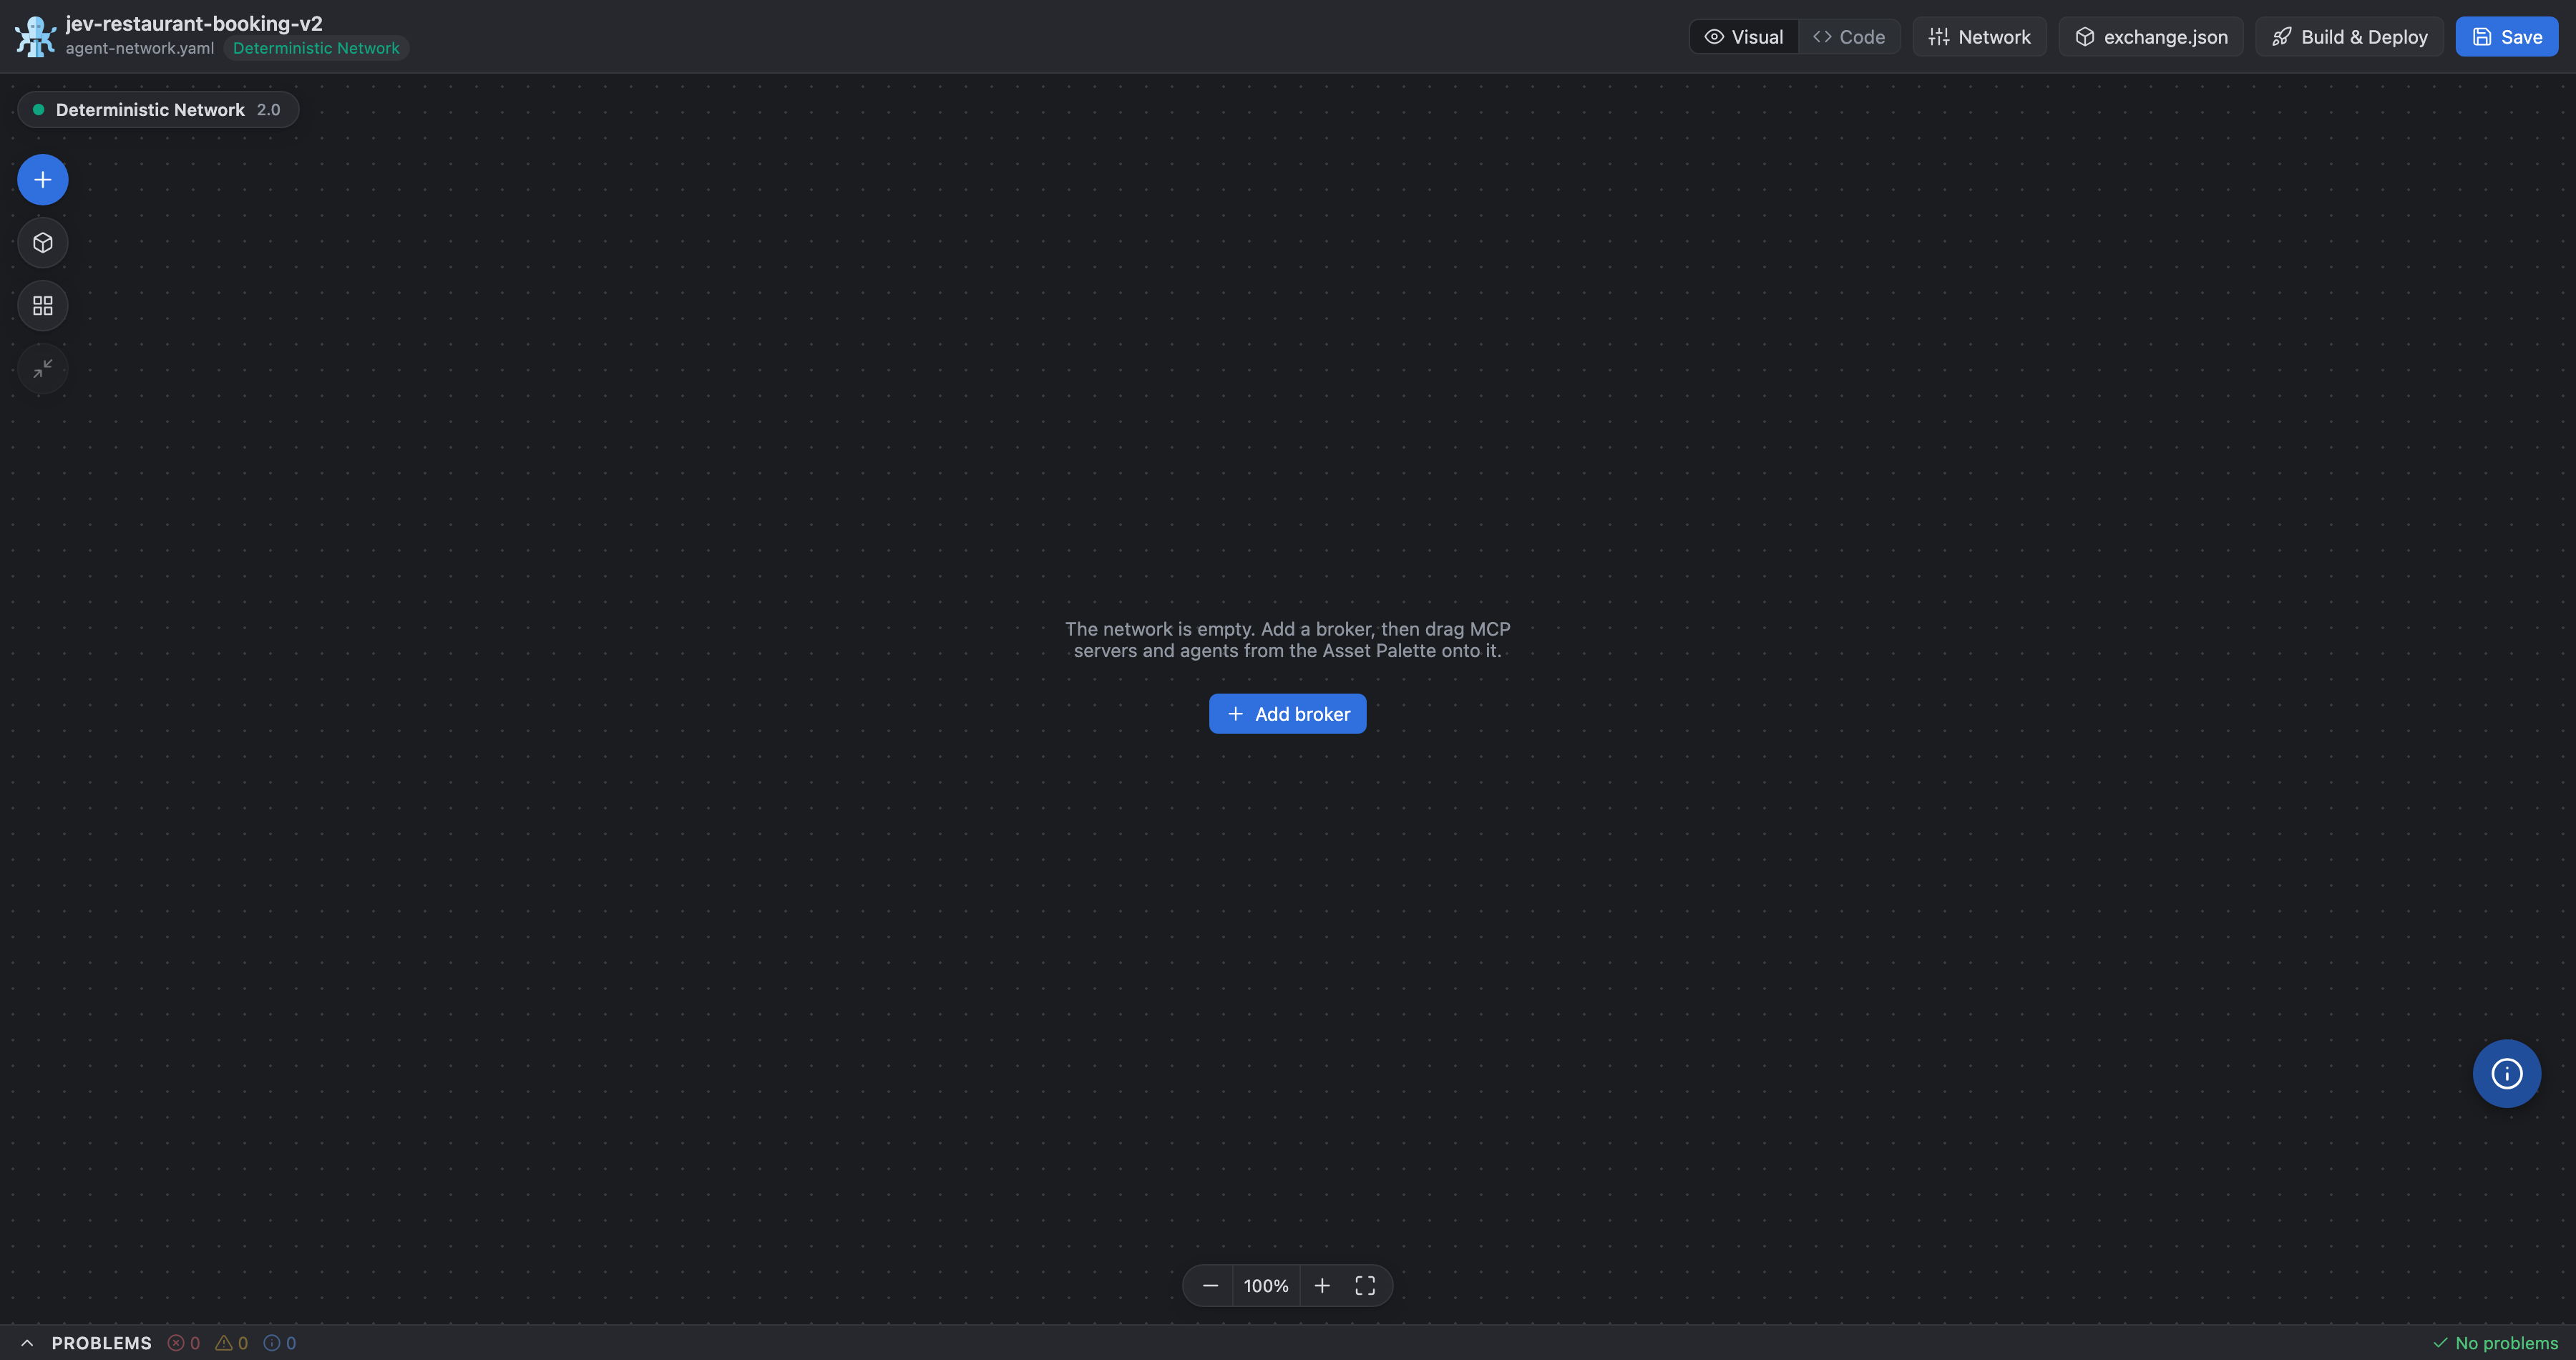 jev-restaurant-booking-v2
agent-network.yaml Deterministic Network
Visual Code Network exchange.json Build & Deploy Save
Deterministic Network 2.0
The network is empty. Add a broker, then drag MCP
servers and agents from the Asset Palette onto it.
Add broker
100%
PROBLEMS 0 0 0
No problems